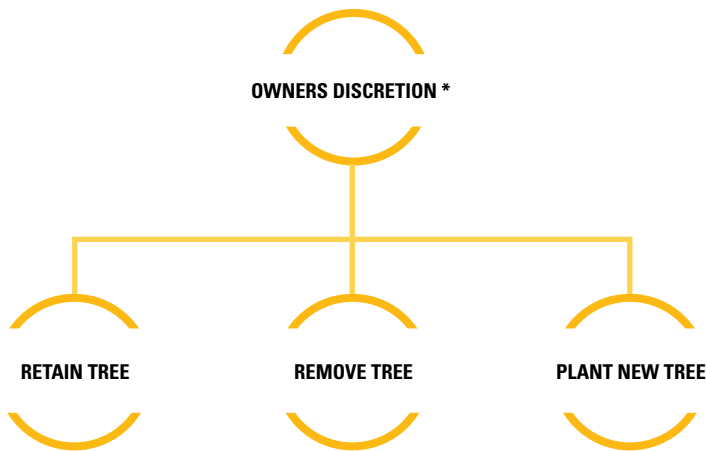 OWNERS DISCRETION *
RETAIN TREE
REMOVE TREE
PLANT NEW TREE